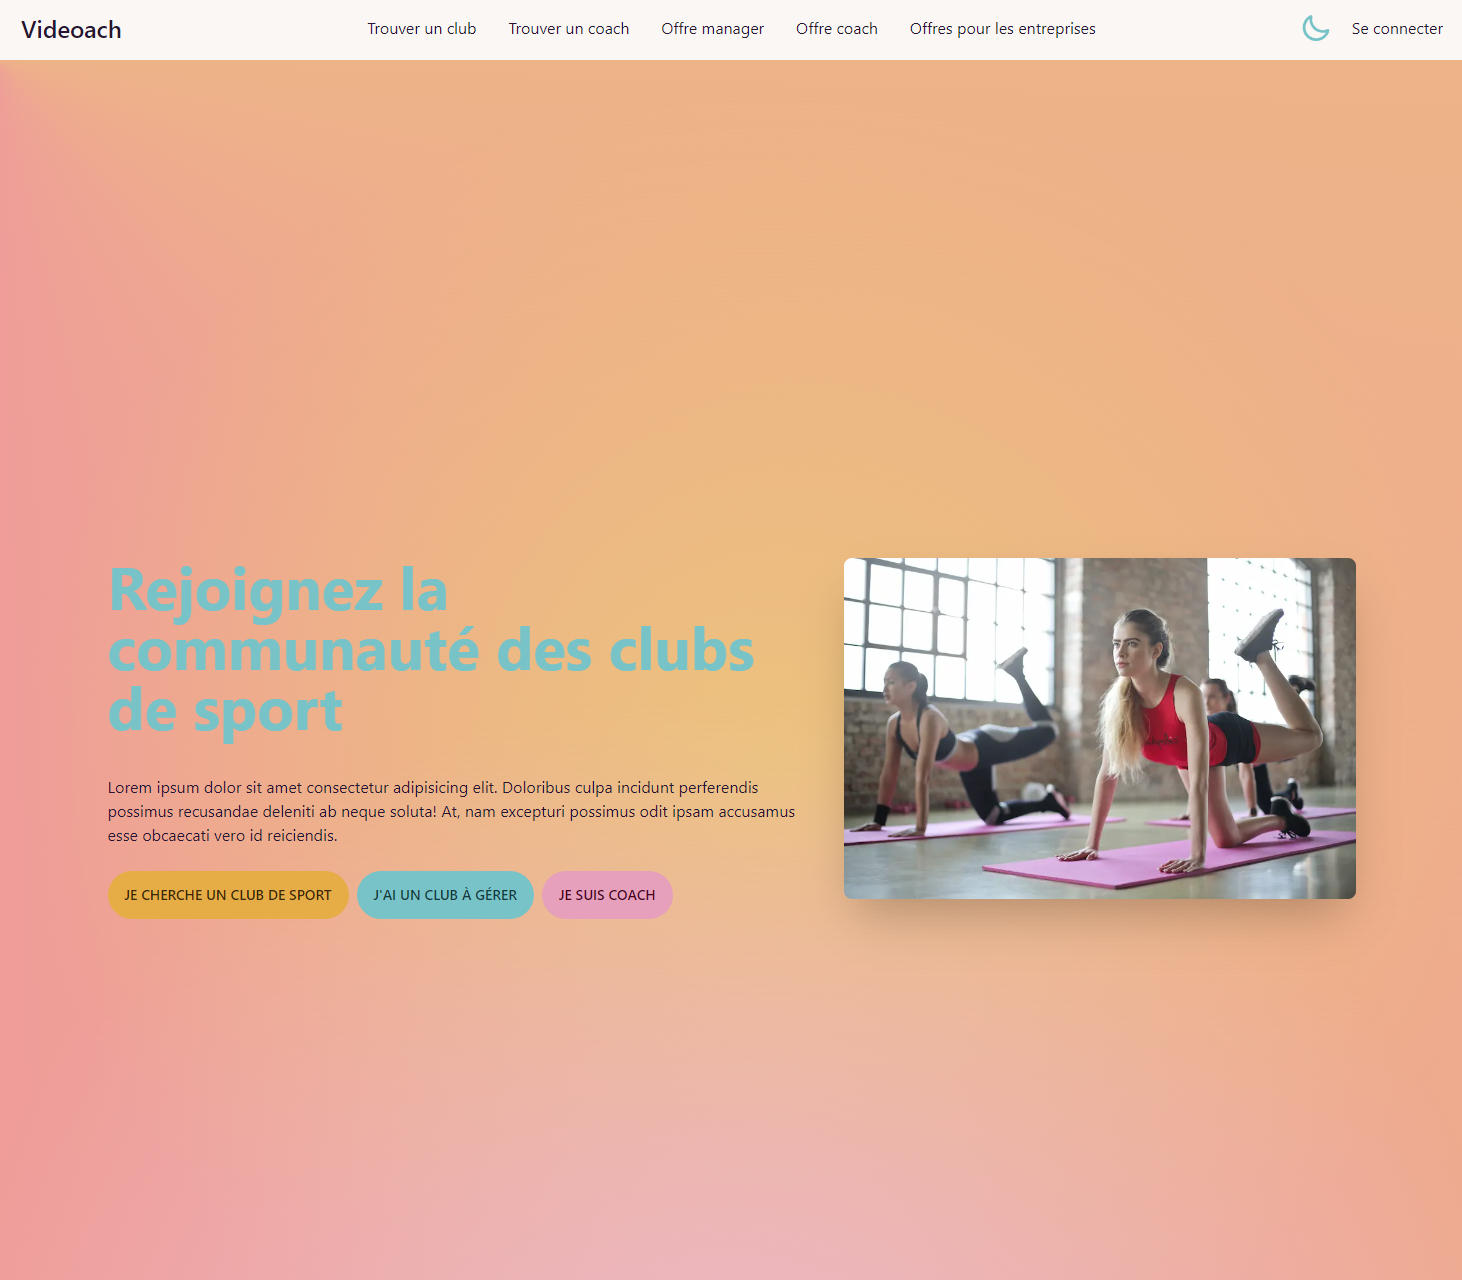 Videoach
Trouver un club
Trouver un coach
Offre manager
Offre coach
Offres pour les entreprises
Se connecter
Rejoignez la
communauté des clubs
de sport
Lorem ipsum dolor sit amet consectetur adipisicing elit. Doloribus culpa incidunt perferendis
possimus recusandae deleniti ab neque soluta! At, nam excepturi possimus odit ipsam accusamus
esse obcaecati vero id reiciendis.
JE CHERCHE UN CLUB DE SPORT
J'AI UN CLUB À GÉRER
JE SUIS COACH